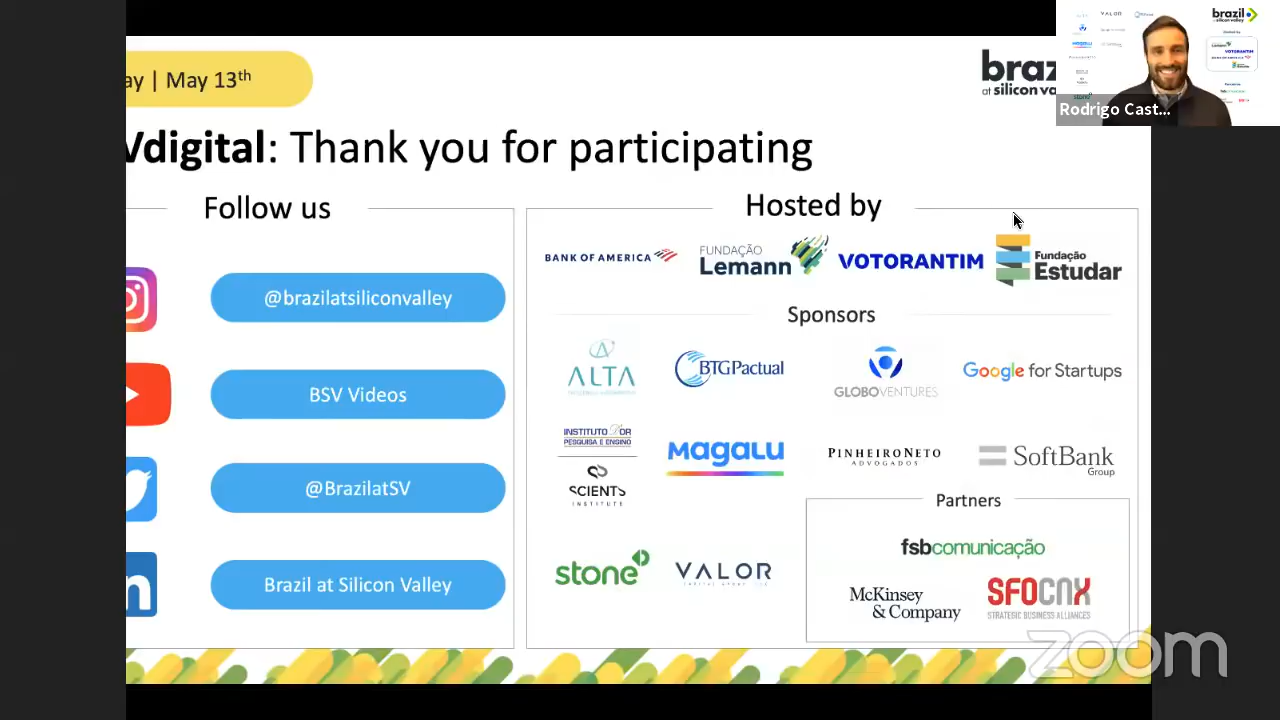 ay | May 13th
braz
at silicon va
Rodrigo Cast...
Vdigital: Thank you for participating
Follow us
@brazilatsiliconvalley
BSV Videos
@BrazilatSV
Brazil at Silicon Valley
Hosted by
BANK OF AMERICA
FUNDAÇÃO
Lemann
VOTORANTIM
Fundação
Estudar
Sponsors
ALTA
BTGPactual
GLOBOVENTURES
Google for Startups
INSTITUTO D'OR
PESQUISA E ENSINO
SCIENTS
INSTITUTE
MAGALU
PINHEIRONETO
ADVOGADOS
SoftBank
Group
stone
VALOR
Partners
fsbcomunicação
McKinsey
& Company
SFOCNX
STRATEGIC BUSINESS ALLIANCES
zoom